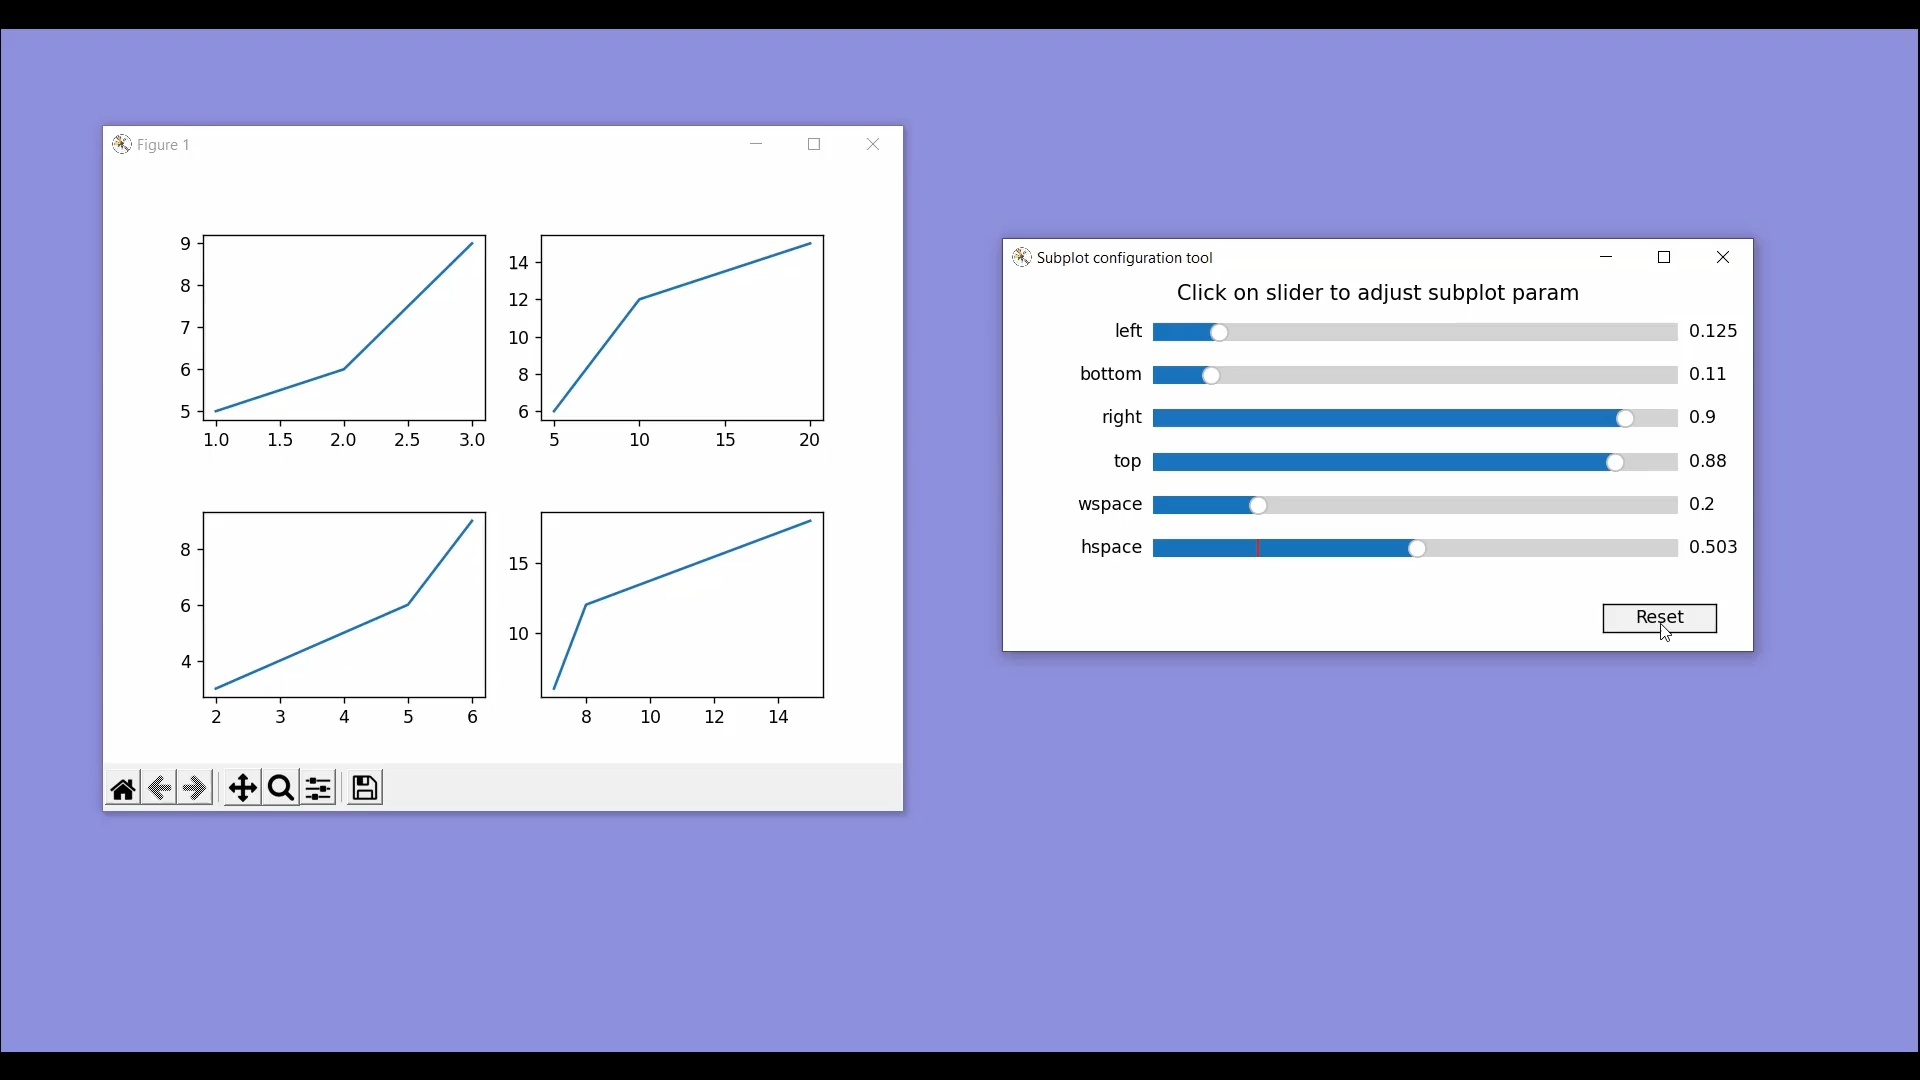 Figure 1
9
8
7
6
5
1.0 1.5 2.0 2.5 3.0
14
12
10
8
6
5 10 15 20
8
6
4
2 3 4 5 6
15
10
8 10 12 14
Subplot configuration tool
Click on slider to adjust subplot param
left 0.125
bottom 0.11
right 0.9
top 0.88
wspace 0.2
hspace 0.503
Reset